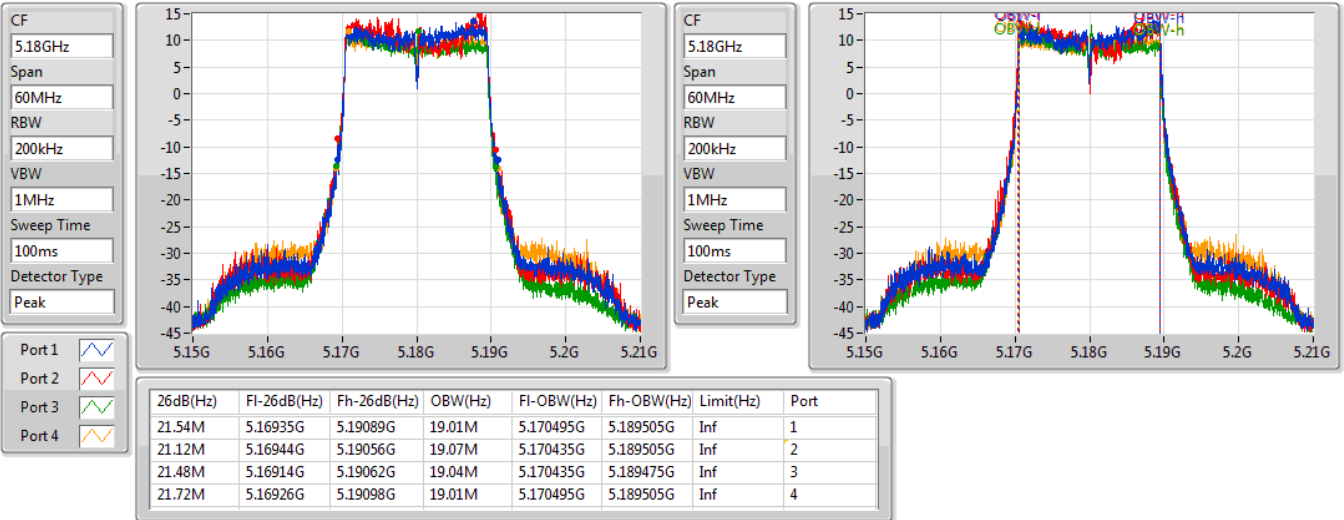 CF
5.18GHz
Span
60MHz
RBW
200kHz
VBW
1MHz
Sweep Time
100ms
Detector Type
Peak
15
10
5
0
-5
-10
-15
-20
-25
-30
-35
-40
-45
5.15G 5.16G 5.17G 5.18G 5.19G 5.2G 5.21G
CF
5.18GHz
Span
60MHz
RBW
200kHz
VBW
1MHz
Sweep Time
100ms
Detector Type
Peak
OBW-l OBW-h
OBW-l OBW-h
15
10
5
0
-5
-10
-15
-20
-25
-30
-35
-40
-45
5.15G 5.16G 5.17G 5.18G 5.19G 5.2G 5.21G
Port 1
Port 2
Port 3
Port 4
26dB(Hz) Fl-26dB(Hz) Fh-26dB(Hz) OBW(Hz) Fl-OBW(Hz) Fh-OBW(Hz) Limit(Hz) Port
21.54M 5.16935G 5.19089G 19.01M 5.170495G 5.189505G Inf 1
21.12M 5.16944G 5.19056G 19.07M 5.170435G 5.189505G Inf 2
21.48M 5.16914G 5.19062G 19.04M 5.170435G 5.189475G Inf 3
21.72M 5.16926G 5.19098G 19.01M 5.170495G 5.189505G Inf 4